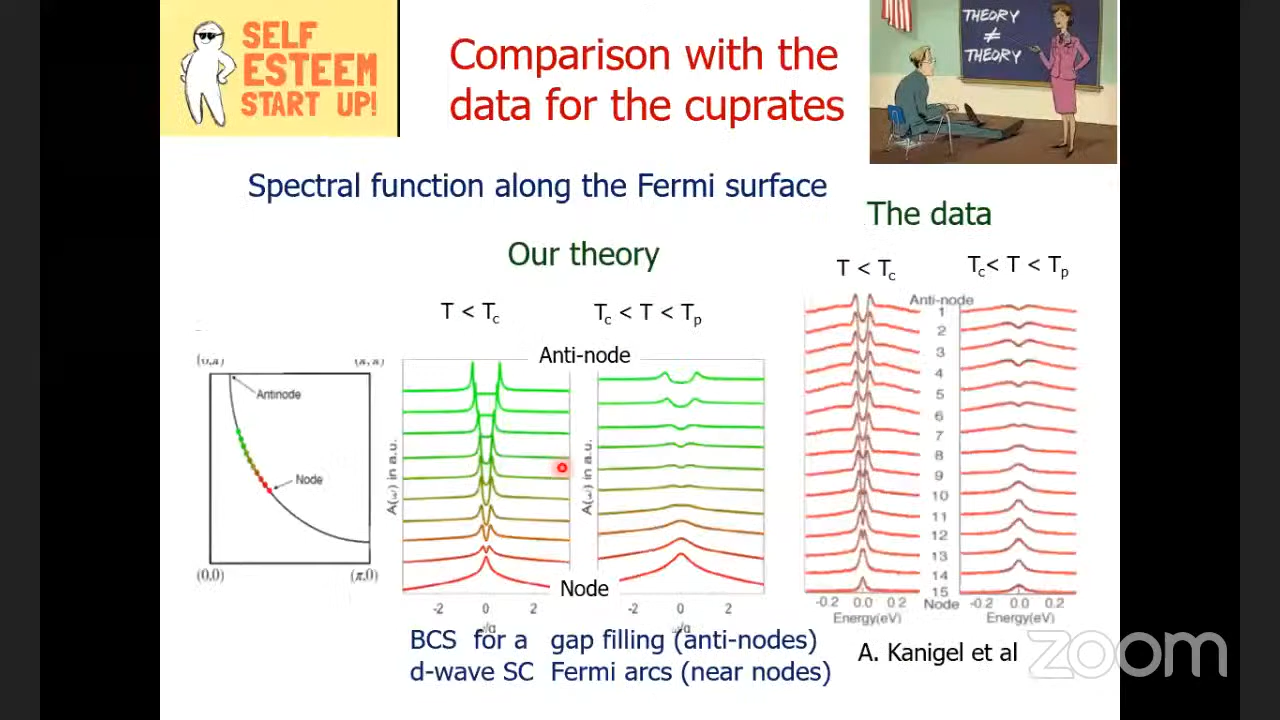 SELF
ESTEEM
START UP!
Comparison with the
data for the cuprates
THEORY
≠
THEORY
Spectral function along the Fermi surface
Our theory
The data
T < Tc
Tc < T < Tp
T < Tc
Tc< T < Tp
Anti-node
(π,π)
Antinode
Node
(0,0)
(π,0)
A(ω) in a.u.
-2 0 2
A(ω) in a.u.
-2 0 2
Node
Anti-node
1
2
3
4
5
6
7
8
9
10
11
12
13
14
15
Node
-0.2 0.0 0.2
Energy(eV)
-0.2 0.0 0.2
Energy(eV)
BCS for a
d-wave SC
gap filling (anti-nodes)
Fermi arcs (near nodes)
A. Kanigel et al
zoom